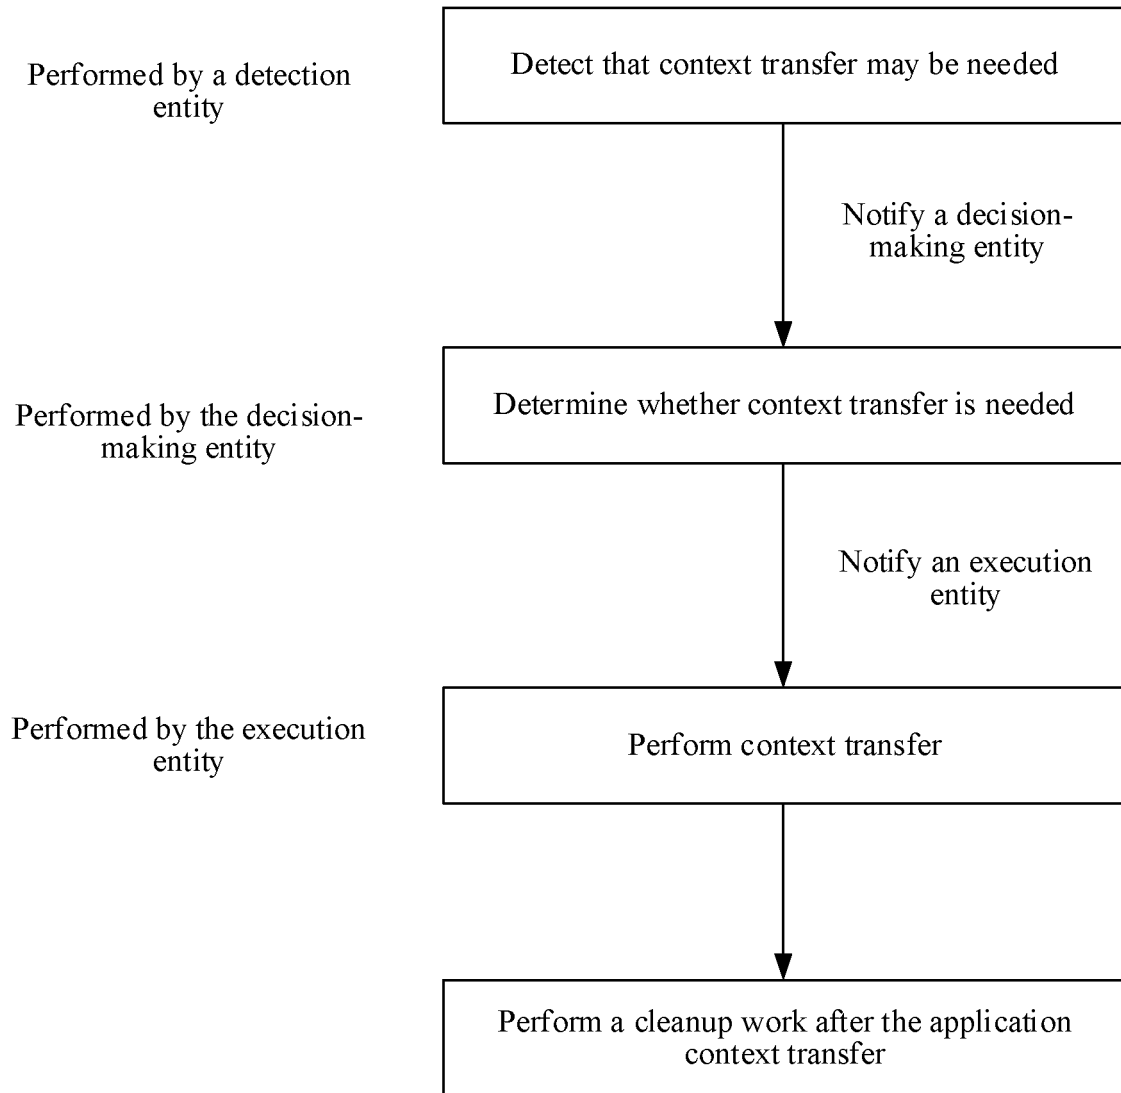 Performed by a detection
entity
Detect that context transfer may be needed
Notify a decision-
making entity
Performed by the decision-
making entity
Determine whether context transfer is needed
Notify an execution
entity
Performed by the execution
entity
Perform context transfer
Perform a cleanup work after the application
context transfer